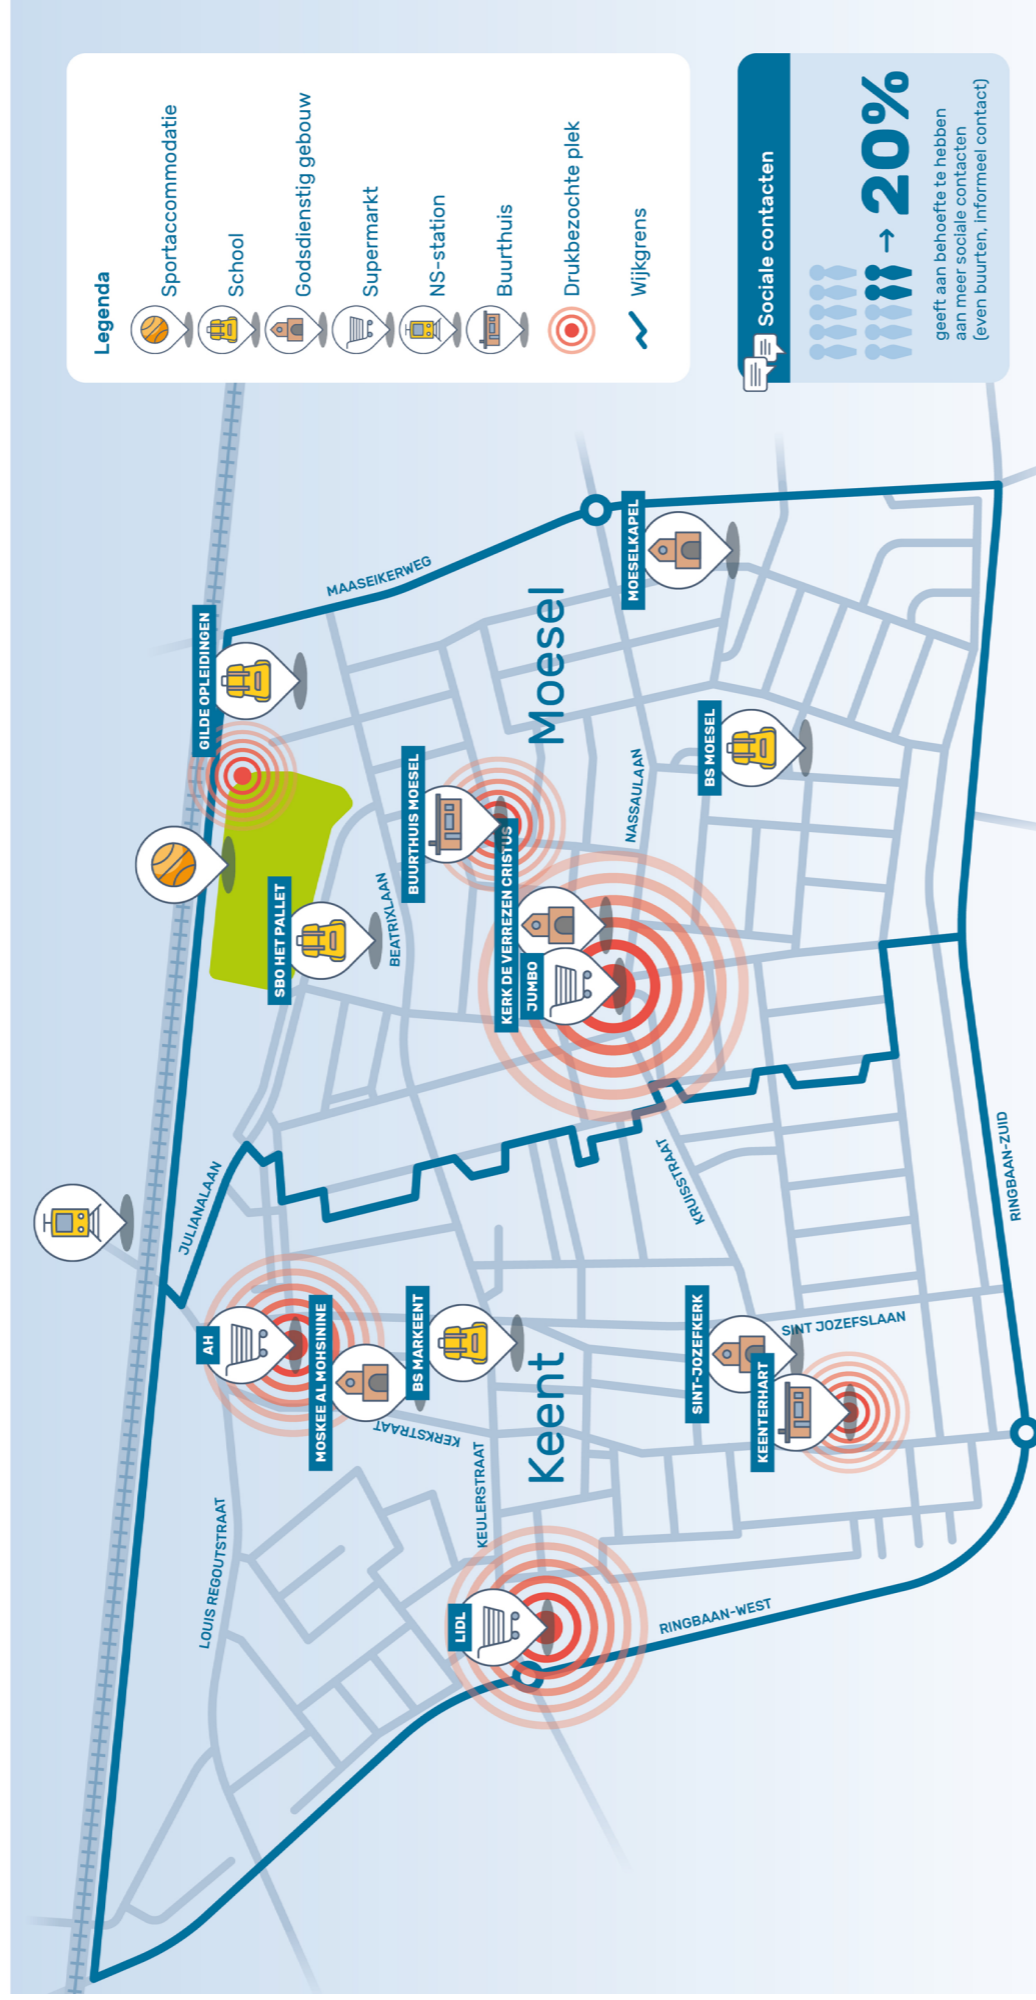 Legenda
Sportaccommodatie
School
Godsdienstig gebouw
Supermarkt
NS-station
Buurthuis
Drukbezochte plek
Wijkgrens
Sociale contacten
→ 20%
geeft aan behoefte te hebben
aan meer sociale contacten
(even buurten, informeel contact)
JULIANALAAN
GILDE OPLEIDINGEN
MAASEIKERWEG
SBO HET PALLET
BEATRIXLAAN
BUURTHUIS MOESEL
KERK DE VERREZEN CRISTUS
JUMBO
Moesel
MOESELKAPEL
NASSAULAAN
BS MOESEL
LOUIS REGOUTSTRAAT
AH
MOSKEE AL MOHSININE
KERKSTRAAT
BS MARKEENT
KEULERSTRAAT
LIDL
Keent
KRUISSTRAAT
SINT-JOZEFKERK
KEENTERHART
SINT JOZEFSLAAN
RINGBAAN-WEST
RINGBAAN-ZUID